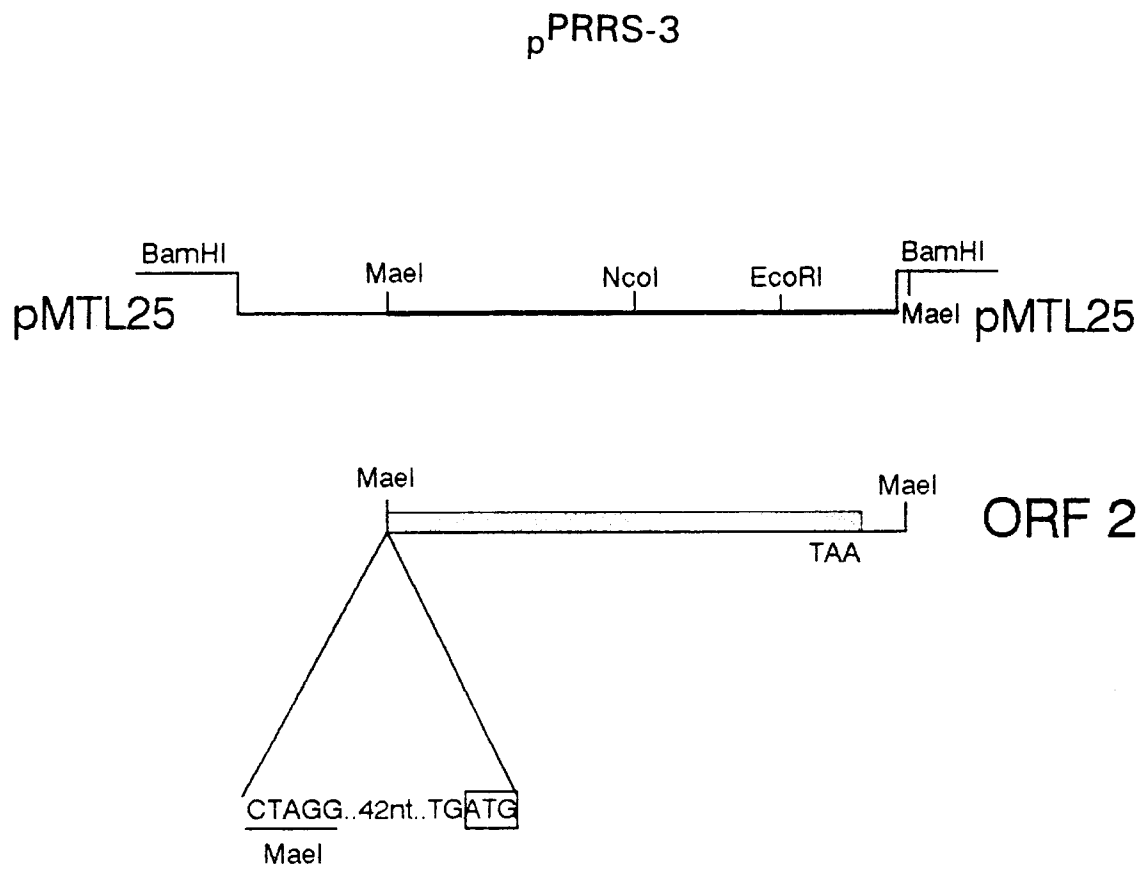 pPRRS-3
BamHI BamHI
MaeI NcoI EcoRI
pMTL25 MaeI pMTL25
MaeI MaeI
ORF 2
TAA
CTAGG..42nt..TGATG
MaeI